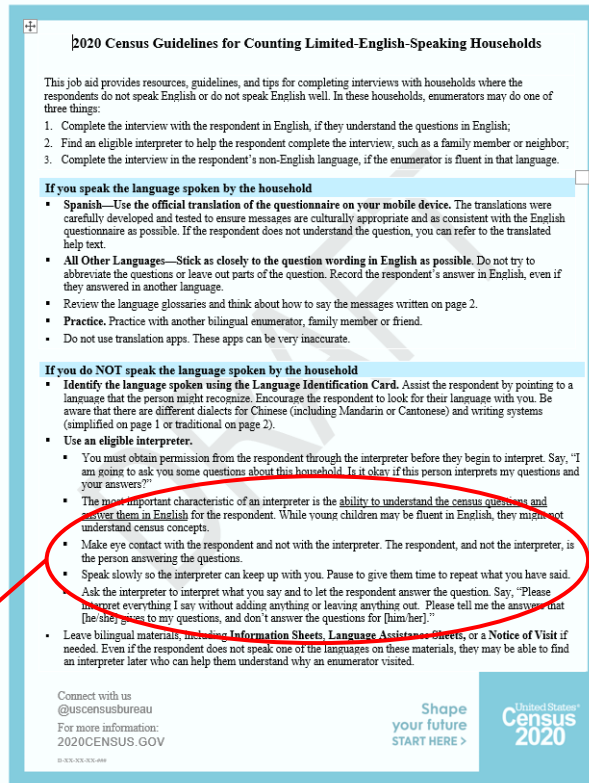 2020 Census Guidelines for Counting Limited-English-Speaking Households
This job aid provides resources, guidelines, and tips for completing interviews with households where the
respondents do not speak English or do not speak English well. In these households, enumerators may do one of
three things:
1. Complete the interview with the respondent in English, if they understand the questions in English;
2. Find an eligible interpreter to help the respondent complete the interview, such as a family member or neighbor;
3. Complete the interview in the respondent's non-English language, if the enumerator is fluent in that language.
If you speak the language spoken by the household
▪ Spanish—Use the official translation of the questionnaire on your mobile device. The translations were
carefully developed and tested to ensure messages are culturally appropriate and as consistent with the English
questionnaire as possible. If the respondent does not understand the question, you can refer to the translated
help text.
▪ All Other Languages—Stick as closely to the question wording in English as possible. Do not try to
abbreviate the questions or leave out parts of the question. Record the respondent's answer in English, even if
they answered in another language.
▪ Review the language glossaries and think about how to say the messages written on page 2.
▪ Practice. Practice with another bilingual enumerator, family member or friend.
▪ Do not use translation apps. These apps can be very inaccurate.
If you do NOT speak the language spoken by the household
▪ Identify the language spoken using the Language Identification Card. Assist the respondent by pointing to a
language that the person might recognize. Encourage the respondent to look for their language with you. Be
aware that there are different dialects for Chinese (including Mandarin or Cantonese) and writing systems
(simplified on page 1 or traditional on page 2).
▪ Use an eligible interpreter.
▪ You must obtain permission from the respondent through the interpreter before they begin to interpret. Say, "I
am going to ask you some questions about this household. Is it okay if this person interprets my questions and
your answers?"
▪ The most important characteristic of an interpreter is the ability to understand the census questions and
answer them in English for the respondent. While young children may be fluent in English, they might not
understand census concepts.
▪ Make eye contact with the respondent and not with the interpreter. The respondent, and not the interpreter, is
the person answering the questions.
▪ Speak slowly so the interpreter can keep up with you. Pause to give them time to repeat what you have said.
▪ Ask the interpreter to interpret what you say and to let the respondent answer the question. Say, "Please
interpret everything I say without adding anything or leaving anything out. Please tell me the answers that
[he/she] gives to my questions, and don't answer the questions for [him/her]."
▪ Leave bilingual materials, including Information Sheets, Language Assistance Sheets, or a Notice of Visit if
needed. Even if the respondent does not speak one of the languages on these materials, they may be able to find
an interpreter later who can help them understand why an enumerator visited.
DRAFT
Connect with us
@uscensusbureau
For more information:
2020CENSUS.GOV
D-XX-XX-XX-###
Shape
your future
START HERE >
United States®
Census
2020